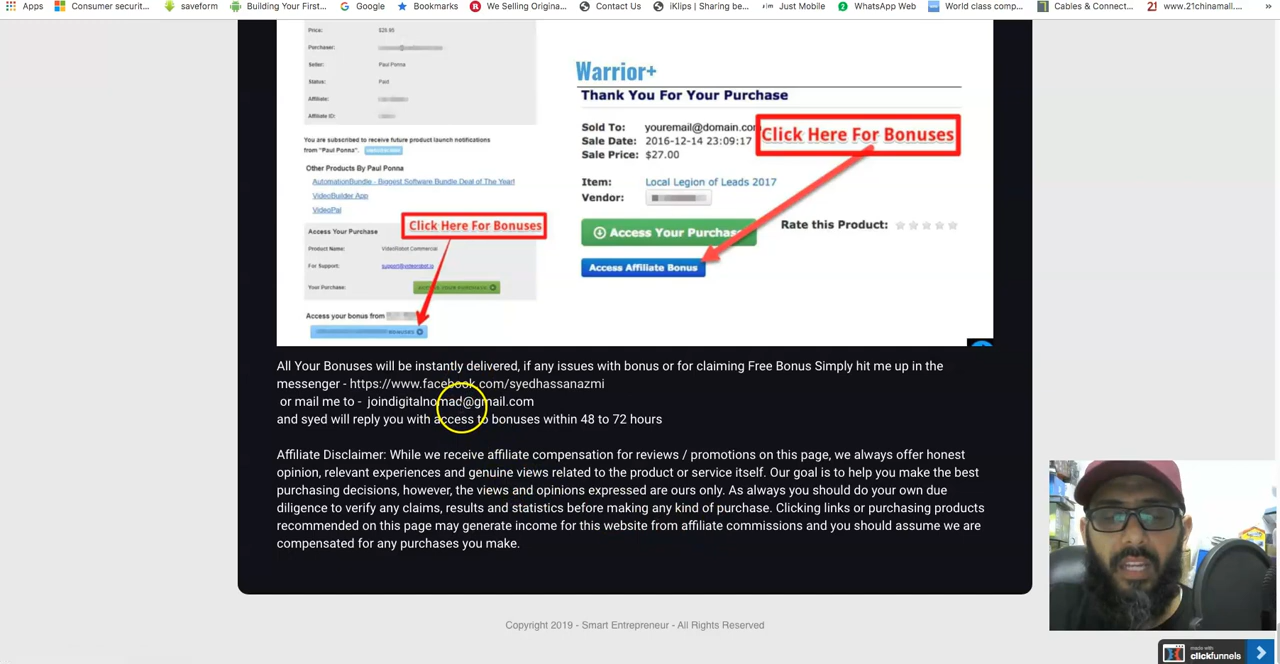 Apps
Consumer securit...
saveform
Building Your First...
Google
Bookmarks
We Selling Origina...
Contact Us
iKlips | Sharing be...
Just Mobile
WhatsApp Web
World class comp...
Cables & Connect...
www.21chinamall....
»
Price:
$29.95
Purchaser:
Seller:
Paul Ponna
Status:
Paid
Affiliate:
Affiliate ID:
You are subscribed to receive future product launch notifications
from "Paul Ponna".
Other Products By Paul Ponna
AutomationBundle - Biggest Software Bundle Deal of The Year!
VideoBuilder App
VideoPal
Click Here For Bonuses
Access Your Purchase
Product Name:
VideoRobot Commercial
For Support:
Your Purchase:
Access your bonus from
Warrior+
Thank You For Your Purchase
Sold To: youremail@domain.com
Sale Date: 2016-12-14 23:09:17
Sale Price: $27.00
Click Here For Bonuses
Item: Local Legion of Leads 2017
Vendor:
Access Your Purchase
Rate this Product:
Access Affiliate Bonus
All Your Bonuses will be instantly delivered, if any issues with bonus or for claiming Free Bonus Simply hit me up in the
messenger - https://www.facebook.com/syedhassanazmi
or mail me to - joindigitalnomad@gmail.com
and syed will reply you with access to bonuses within 48 to 72 hours
Affiliate Disclaimer: While we receive affiliate compensation for reviews / promotions on this page, we always offer honest
opinion, relevant experiences and genuine views related to the product or service itself. Our goal is to help you make the best
purchasing decisions, however, the views and opinions expressed are ours only. As always you should do your own due
diligence to verify any claims, results and statistics before making any kind of purchase. Clicking links or purchasing products
recommended on this page may generate income for this website from affiliate commissions and you should assume we are
compensated for any purchases you make.
Copyright 2019 - Smart Entrepreneur - All Rights Reserved
made with
clickfunnels